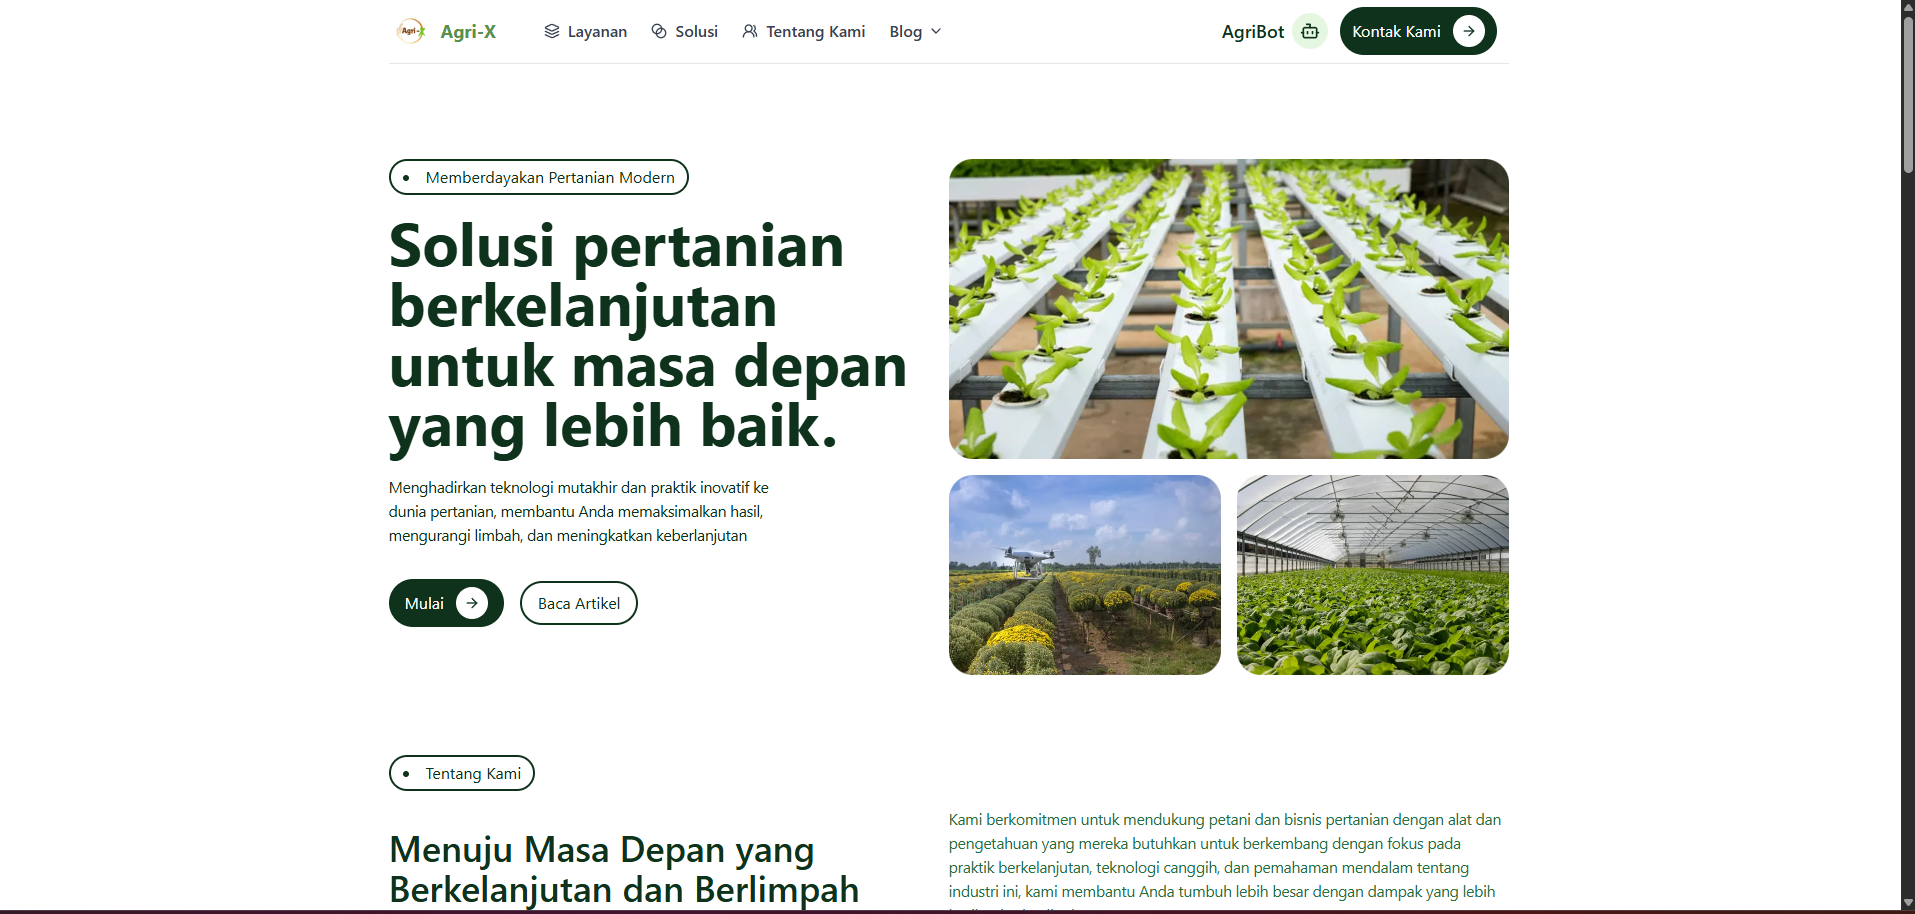 Agri-X
Agri-X
Layanan
Solusi
Tentang Kami
Blog
AgriBot
Kontak Kami
Memberdayakan Pertanian Modern
Solusi pertanian
berkelanjutan
untuk masa depan
yang lebih baik.
Menghadirkan teknologi mutakhir dan praktik inovatif ke
dunia pertanian, membantu Anda memaksimalkan hasil,
mengurangi limbah, dan meningkatkan keberlanjutan
Mulai
Baca Artikel
Tentang Kami
Menuju Masa Depan yang
Berkelanjutan dan Berlimpah
Kami berkomitmen untuk mendukung petani dan bisnis pertanian dengan alat dan
pengetahuan yang mereka butuhkan untuk berkembang dengan fokus pada
praktik berkelanjutan, teknologi canggih, dan pemahaman mendalam tentang
industri ini, kami membantu Anda tumbuh lebih besar dengan dampak yang lebih